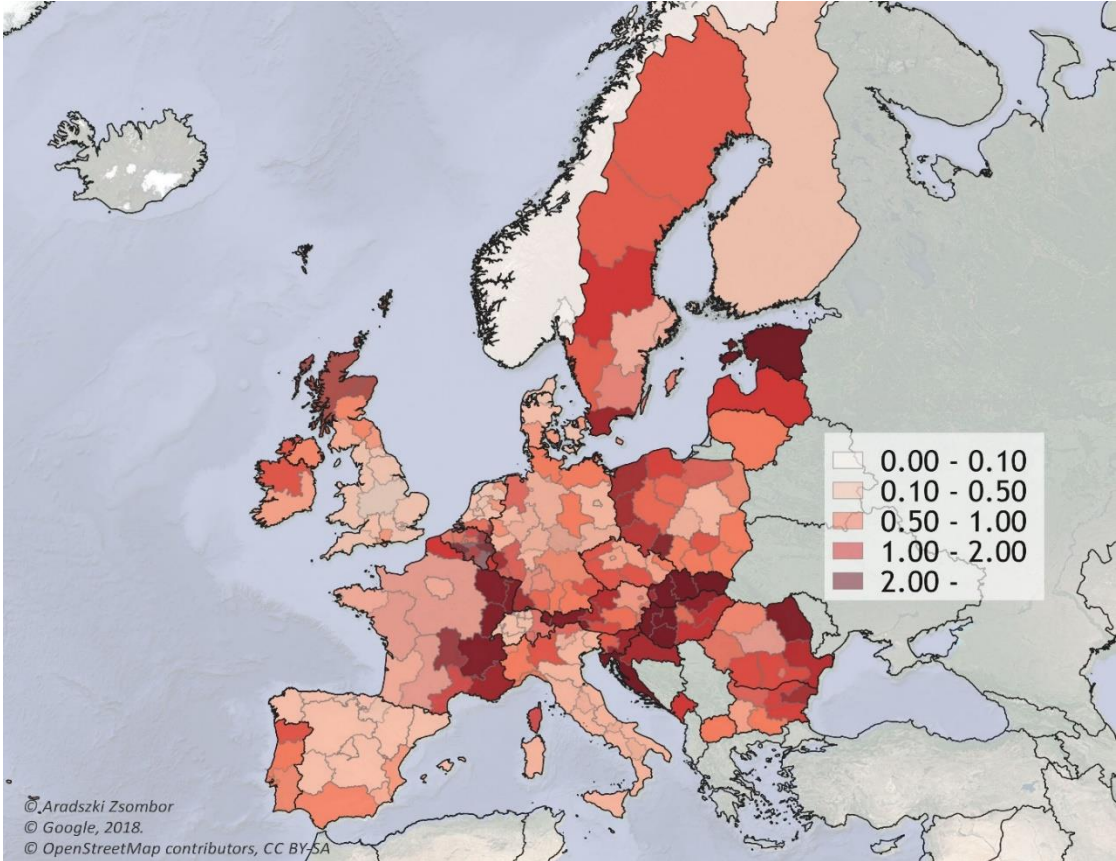 0.00 - 0.10
0.10 - 0.50
0.50 - 1.00
1.00 - 2.00
2.00 -
© Aradszki Zsombor
© Google, 2018.
© OpenStreetMap contributors, CC BY-SA